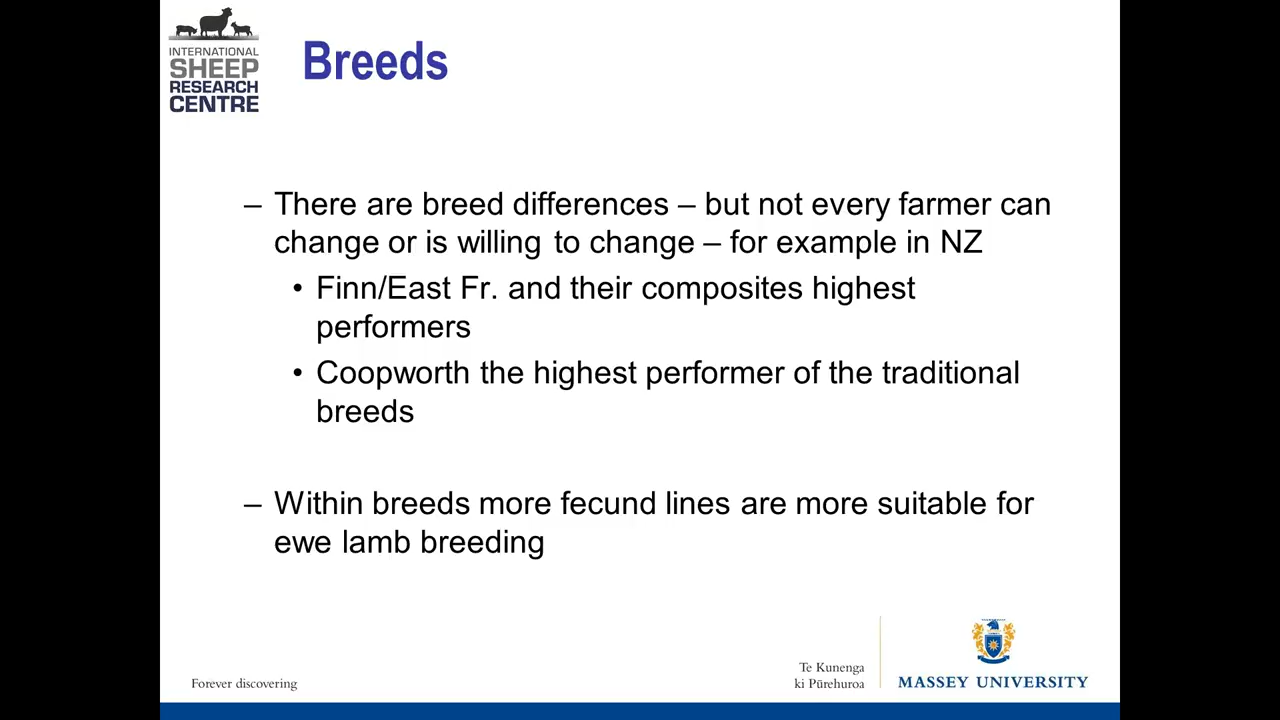 INTERNATIONAL
SHEEP
RESEARCH
CENTRE
Breeds
– There are breed differences – but not every farmer can
change or is willing to change – for example in NZ
• Finn/East Fr. and their composites highest
performers
• Coopworth the highest performer of the traditional
breeds
– Within breeds more fecund lines are more suitable for
ewe lamb breeding
Forever discovering
Te Kunenga
ki Pūrehuroa
MASSEY UNIVERSITY